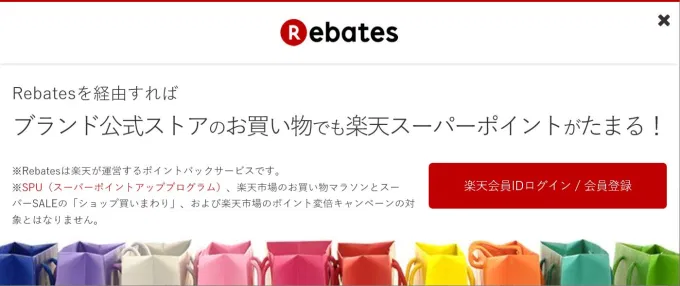 Rebates
Rebatesを経由すれば
ブランド公式ストアのお買い物でも楽天スーパーポイントがたまる！
※Rebatesは楽天が運営するポイントバックサービスです。
※SPU（スーパーポイントアッププログラム）、楽天市場のお買い物マラソンとスー
パーSALEの「ショップ買いまわり」、および楽天市場のポイント変倍キャンペーンの対
象とはなりません。
楽天会員IDログイン / 会員登録